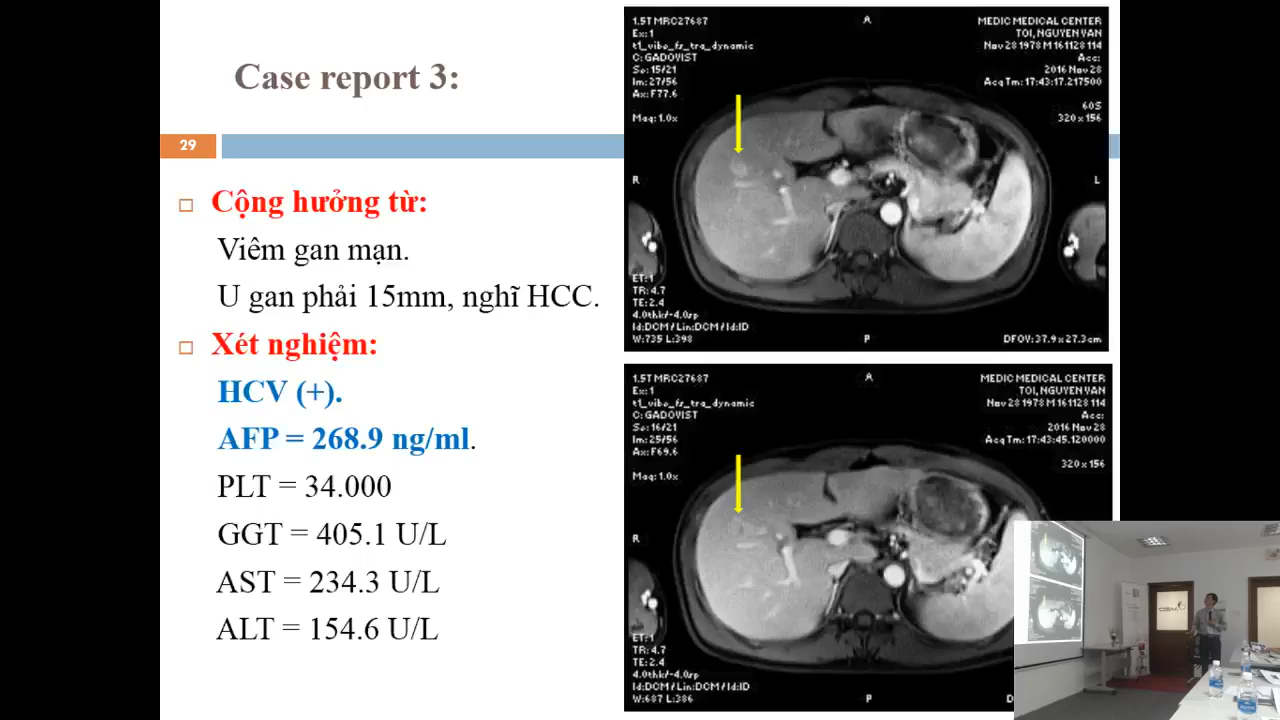 Case report 3:
29
Cộng hưởng từ:
Viêm gan mạn.
U gan phải 15mm, nghĩ HCC.
Xét nghiệm:
HCV (+).
AFP = 268.9 ng/ml.
PLT = 34.000
GGT = 405.1 U/L
AST = 234.3 U/L
ALT = 154.6 U/L
1.5T MRC27687
Ex: 1
t1_vibe_fs_tra_dynamic
C: GADOVIST
Se: 15/21
Im: 27/56
Ax: F77.6
Mag: 1.0x
A
MEDIC MEDICAL CENTER
TOI, NGUYEN VAN
Nov 28 1978 M 161128 114
Acc:
2016 Nov 28
Acq Tm: 17:43:17.217500
60S
320 x 156
R
L
ET: 1
TR: 4.7
TE: 2.4
4.0thk/-4.0sp
Id:DCM / Lin:DCM / Id:ID
W:735 L:398
P
DFOV: 37.9 x 27.3cm
1.5T MRC27687
Ex: 1
t1_vibe_fs_tra_dynamic
C: GADOVIST
Se: 16/21
Im: 25/56
Ax: F69.6
Mag: 1.0x
A
MEDIC MEDICAL CENTER
TOI, NGUYEN VAN
Nov 28 1978 M 161128 114
Acc:
2016 Nov 28
Acq Tm: 17:43:45.120000
320 x 156
R
ET: 1
TR: 4.7
TE: 2.4
4.0thk/-4.0sp
Id:DCM / Lin:DCM / Id:ID
W:687 L:386
P
D